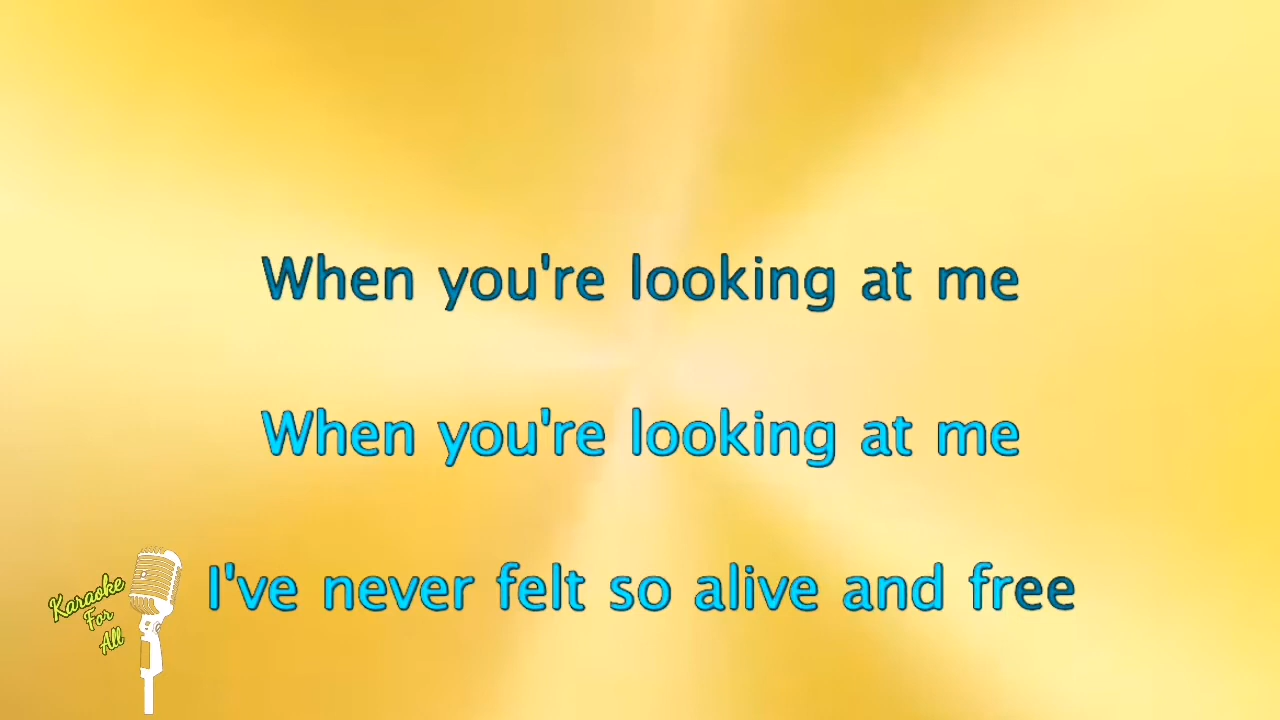 When you're looking at me
When you're looking at me
I've never felt so alive and free
Karaoke
For
All